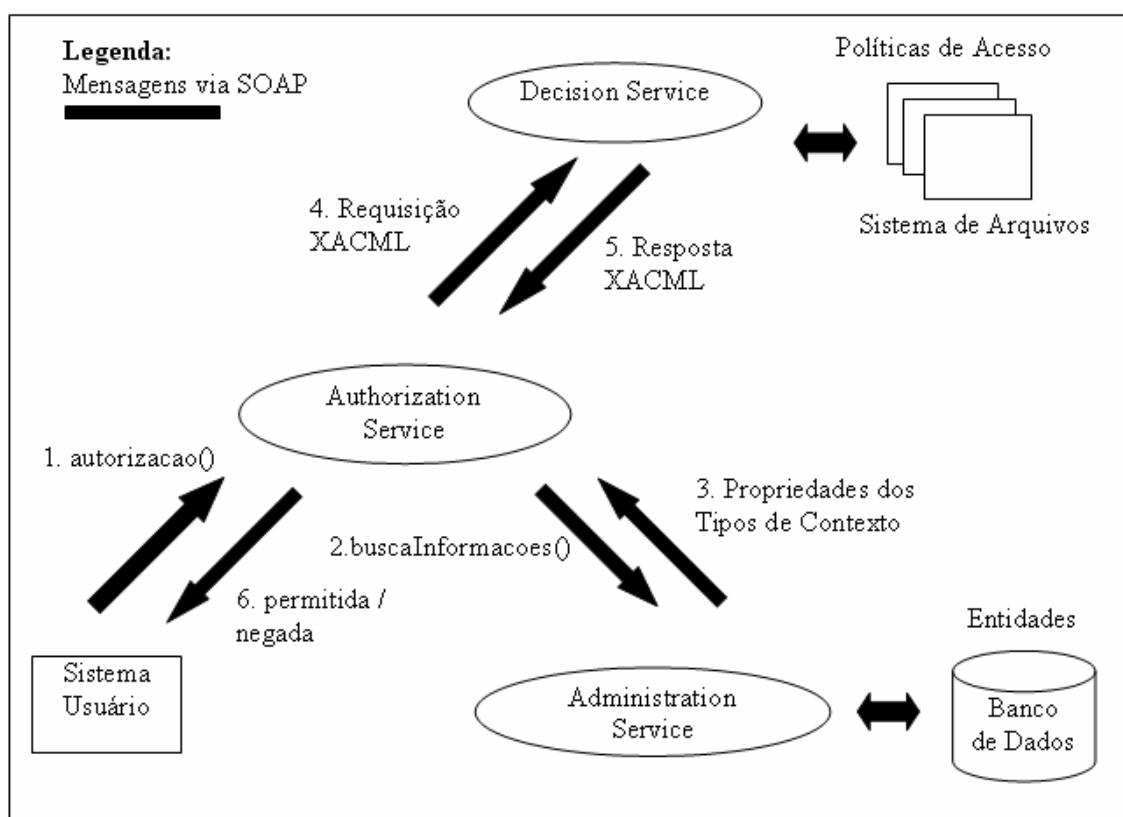 Legenda:
Mensagens via SOAP
Decision Service
Políticas de Acesso
Sistema de Arquivos
4. Requisição
XACML
5. Resposta
XACML
Authorization
Service
1. autorizacao()
2.buscaInformacoes()
3. Propriedades dos
Tipos de Contexto
6. permitida /
negada
Sistema
Usuário
Administration
Service
Entidades
Banco
de Dados